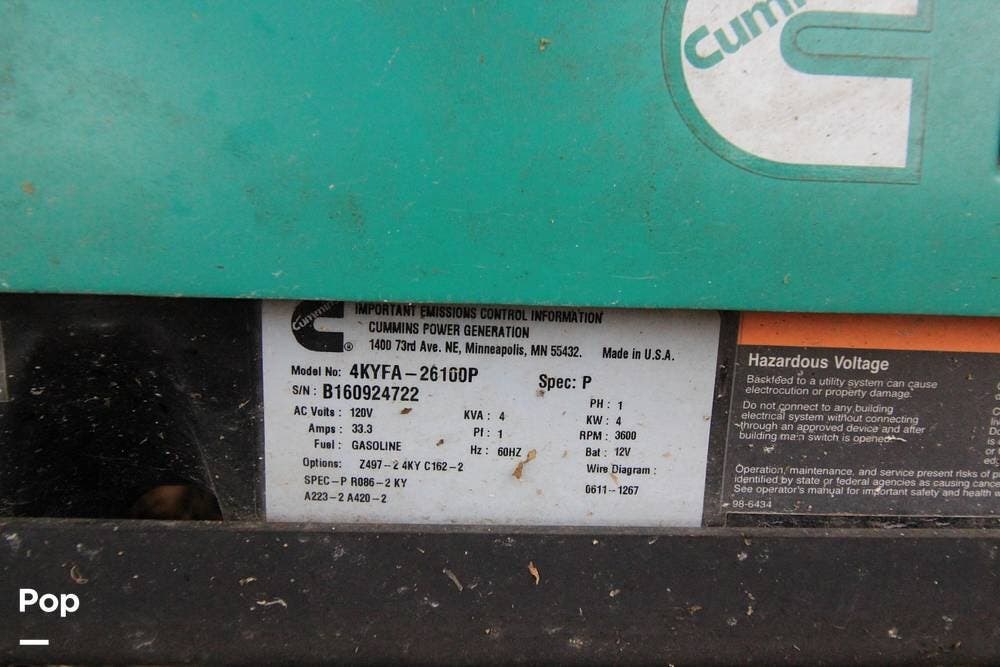 Cummin
Cummins
IMPORTANT EMISSIONS CONTROL INFORMATION
CUMMINS POWER GENERATION
1400 73rd Ave. NE, Minneapolis, MN 55432. Made in U.S.A.
Model No: 4KYFA-26100P Spec: P
S/N: B160924722
AC Volts: 120V KVA: 4 PH: 1
Amps: 33.3 Pf: 1 KW: 4
Fuel: GASOLINE Hz: 60HZ RPM: 3600
Bat: 12V
Options: Z497-2 4KY C162-2 Wire Diagram:
SPEC-P R086-2 KY 0611-1267
A223-2 A420-2
Hazardous Voltage
Backfeed to a utility system can cause
electrocution or property damage.
Do not connect to any building
electrical system without connecting
through an approved device and after
building main switch is opened.
Operation, maintenance, and service present risks of
identified by state or federal agencies as causing
See operator's manual for important safety and health
98-6434
Pop